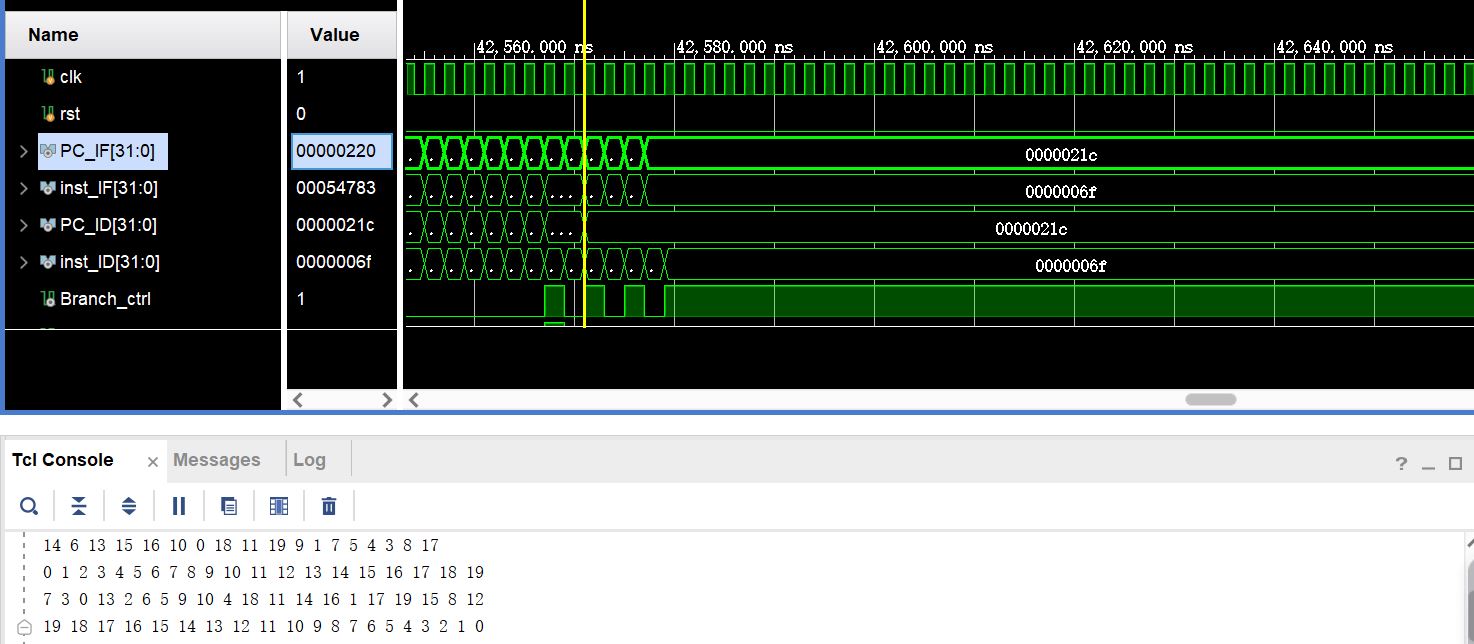 Name Value
42,560.000 ns 42,580.000 ns 42,600.000 ns 42,620.000 ns 42,640.000 ns
clk 1
rst 0
PC_IF[31:0] 00000220 0000021c
inst_IF[31:0] 00054783 0000006f
PC_ID[31:0] 0000021c 0000021c
inst_ID[31:0] 0000006f 0000006f
Branch_ctrl 1
Tcl Console × Messages Log
14 6 13 15 16 10 0 18 11 19 9 1 7 5 4 3 8 17
0 1 2 3 4 5 6 7 8 9 10 11 12 13 14 15 16 17 18 19
7 3 0 13 2 6 5 9 10 4 18 11 14 16 1 17 19 15 8 12
19 18 17 16 15 14 13 12 11 10 9 8 7 6 5 4 3 2 1 0